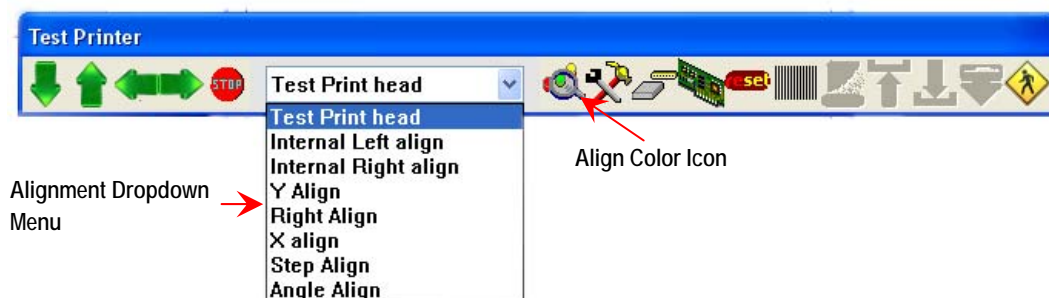 Test Printer
STOP
Test Print head
reset
Test Print head
Internal Left align
Internal Right align
Y Align
Right Align
X align
Step Align
Angle Align
Align Color Icon
Alignment Dropdown
Menu